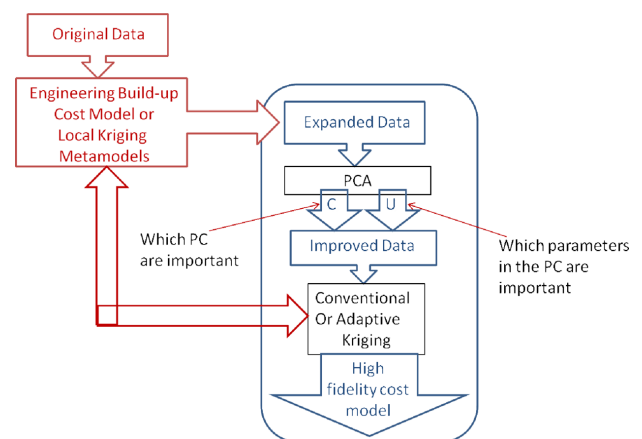 Original Data
Engineering Build-up
Cost Model or
Local Kriging
Metamodels
Expanded Data
PCA
C
U
Which PC
are important
Improved Data
Which parameters
in the PC are
important
Conventional
Or Adaptive
Kriging
High
fidelity cost
model